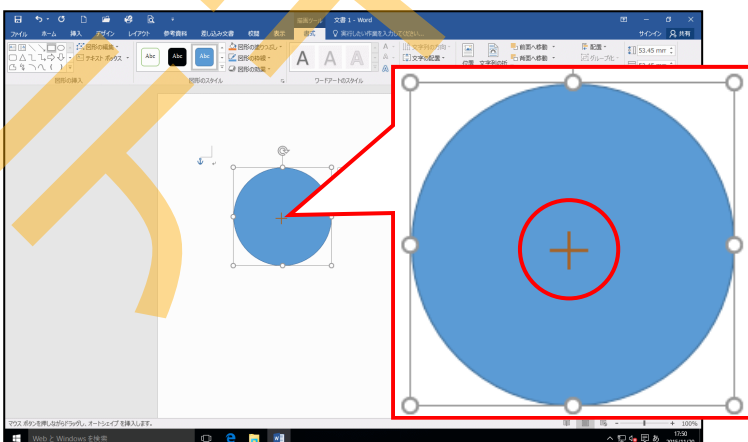 描画ツール 文書 1 - Word
ファイル ホーム 挿入 デザイン レイアウト 参考資料 差し込み文書 校閲 表示 書式 実行したい作業を入力してください... サインイン 共有
図形の編集 テキスト ボックス
Abc Abc Abc
図形の塗りつぶし 図形の枠線 図形の効果
A A A
文字列の方向 文字の配置
位置 文字列の折
前面へ移動 背面へ移動
配置 グループ化
53.45 mm
53.45 mm
図形の挿入 図形のスタイル ワードアートのスタイル
マウス ボタンを押しながらドラッグし、オートシェイプ を挿入します。 100%
Web と Windows を検索 あ 17:50
2016/11/20